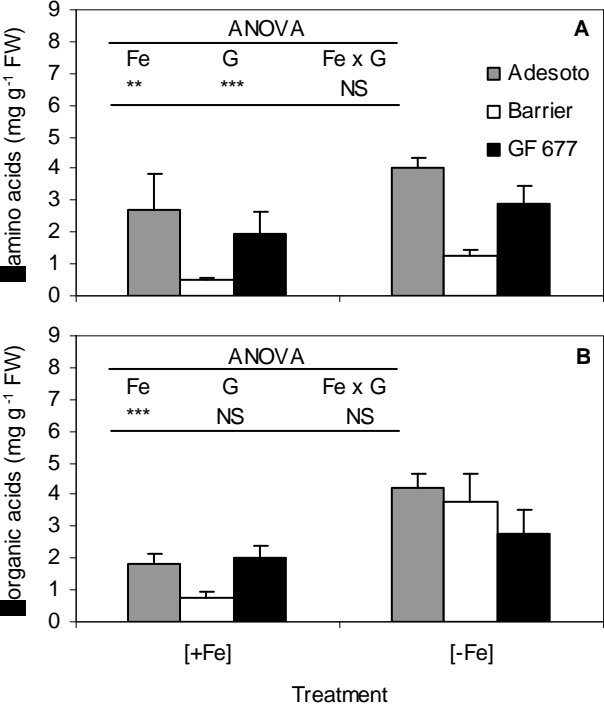 A
ANOVA
Fe G Fe x G
** *** NS
Adesoto
Barrier
GF 677
amino acids (mg g-1 FW)
9
8
7
6
5
4
3
2
1
0
B
ANOVA
Fe G Fe x G
*** NS NS
organic acids (mg g-1 FW)
9
8
7
6
5
4
3
2
1
0
[+Fe] [-Fe]
Treatment